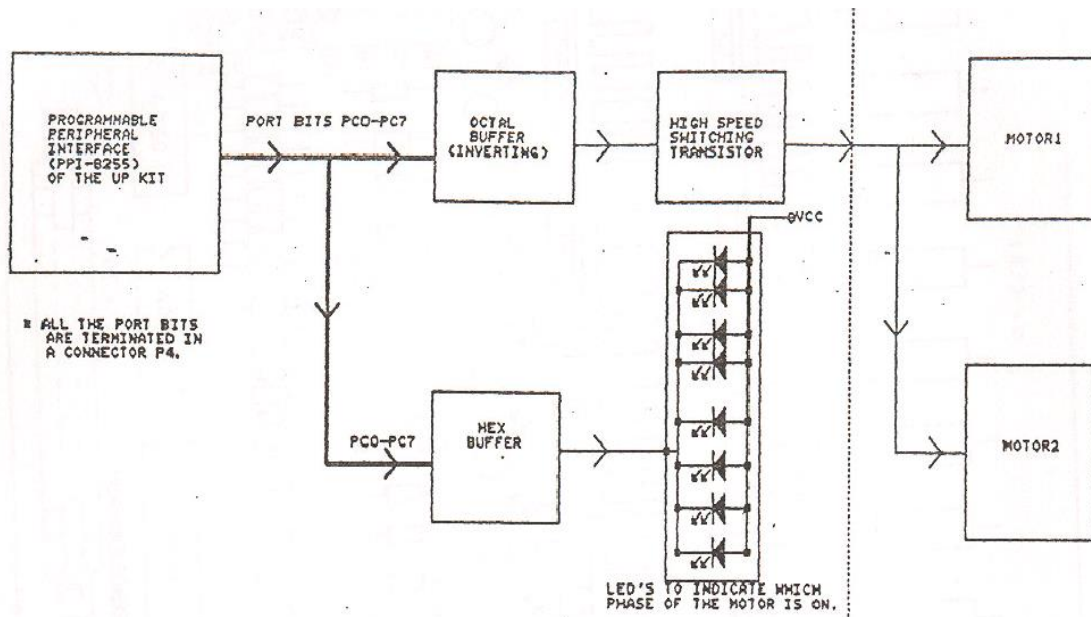 PROGRAMMABLE
PERIPHERAL
INTERFACE
(PPI-8255)
OF THE UP KIT
PORT BITS PC0-PC7
OCTAL
BUFFER
(INVERTING)
HIGH SPEED
SWITCHING
TRANSISTOR
MOTOR1
VCC
* ALL THE PORT BITS
ARE TERMINATED IN
A CONNECTOR P4.
PC0-PC7
HEX
BUFFER
MOTOR2
LED'S TO INDICATE WHICH
PHASE OF THE MOTOR IS ON.